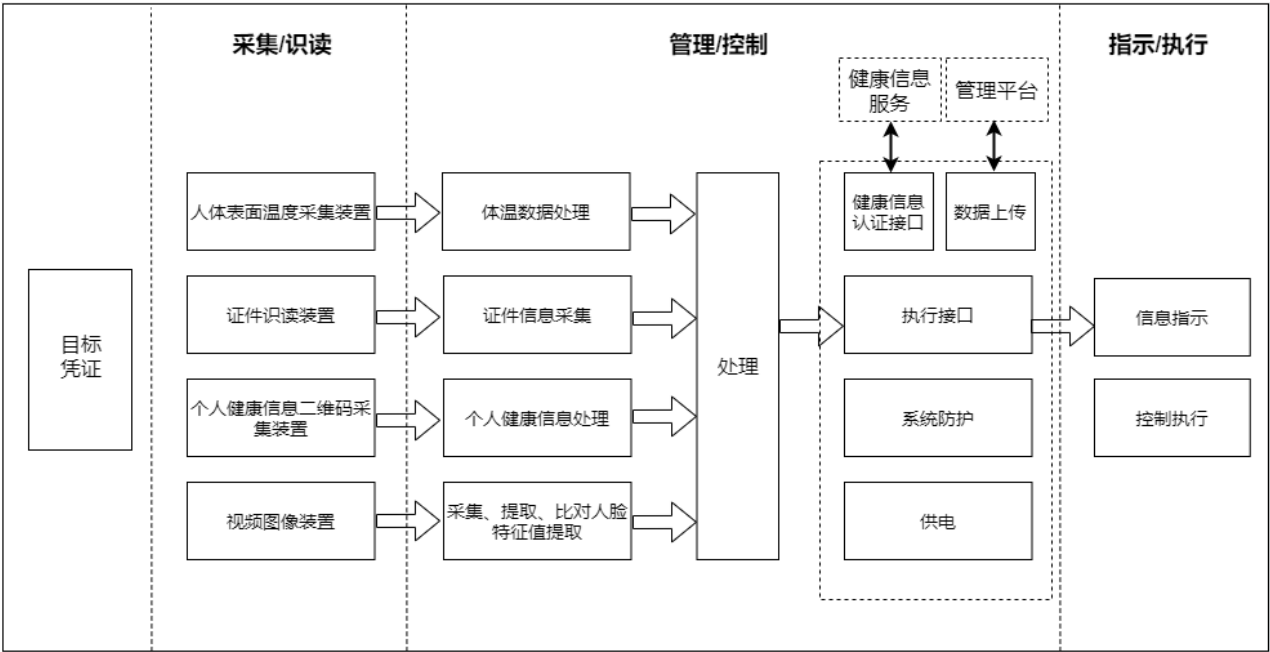 采集/识读
管理/控制
指示/执行
健康信息
服务
管理平台
人体表面温度采集装置
体温数据处理
健康信息
认证接口
数据上传
目标
凭证
证件识读装置
证件信息采集
处理
执行接口
信息指示
个人健康信息二维码采
集装置
个人健康信息处理
系统防护
控制执行
视频图像装置
采集、提取、比对人脸
特征值提取
供电